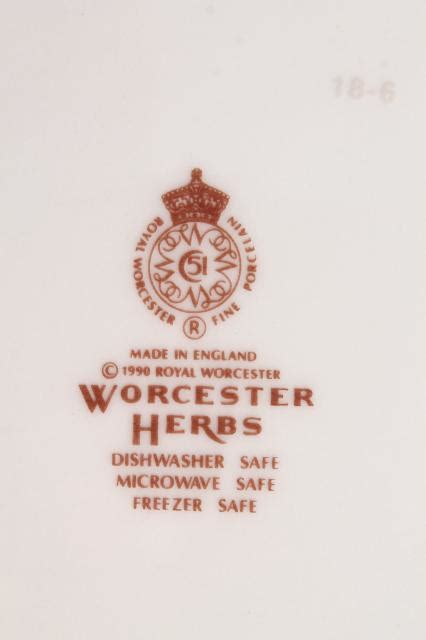 18-6
ROYAL WORCESTER FINE PORCELAIN
C51
®
MADE IN ENGLAND
© 1990 ROYAL WORCESTER
WORCESTER
HERBS
DISHWASHER SAFE
MICROWAVE SAFE
FREEZER SAFE